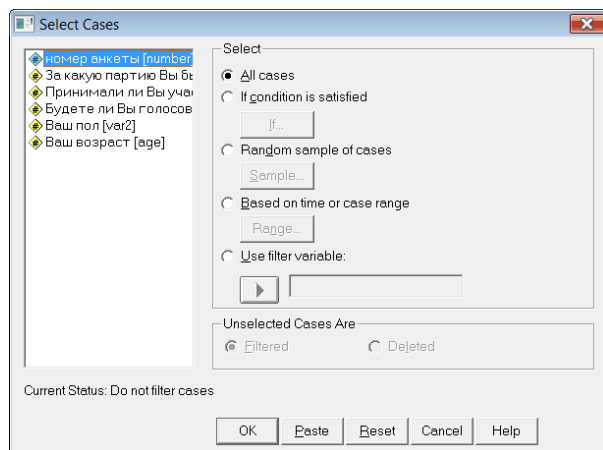 Select Cases
номер анкеты [number]
За какую партию Вы бы
Принимали ли Вы учас
Будете ли Вы голосов
Ваш пол [var2]
Ваш возраст [age]
Select
All cases
If condition is satisfied
If...
Random sample of cases
Sample...
Based on time or case range
Range...
Use filter variable:
Unselected Cases Are
Filtered
Deleted
Current Status: Do not filter cases
OK
Paste
Reset
Cancel
Help